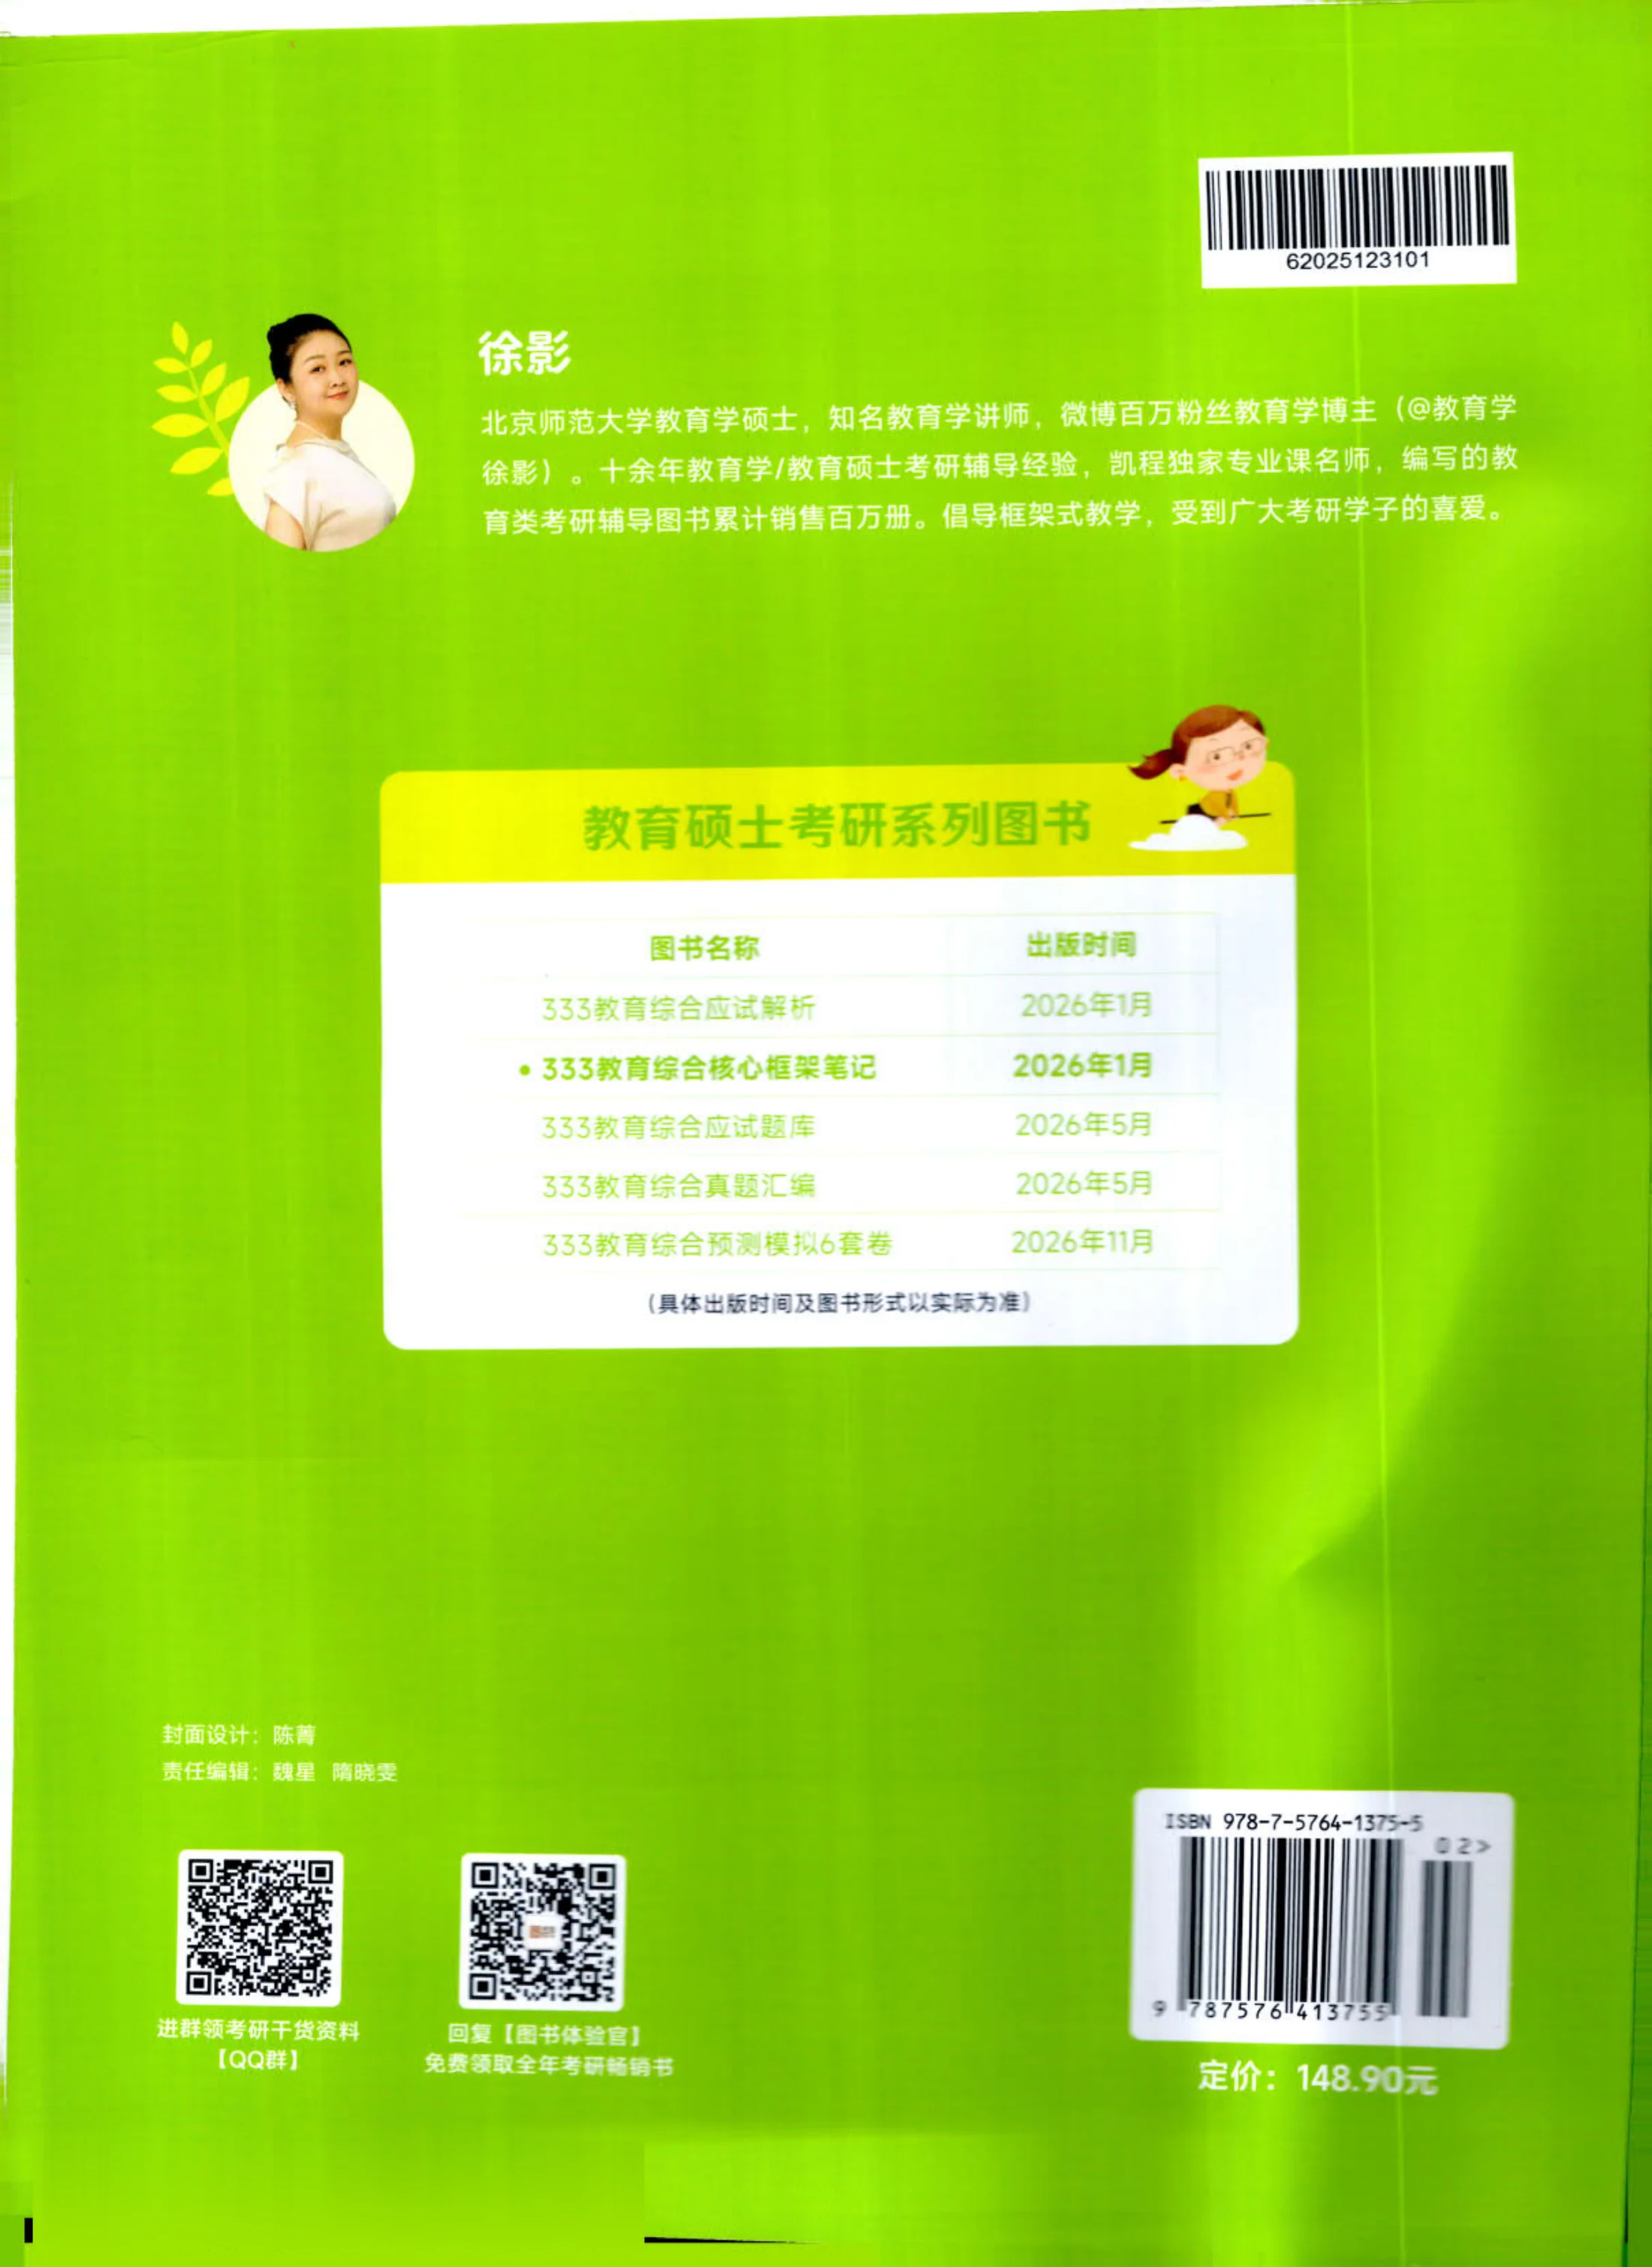 62025123101
徐影
北京师范大学教育学硕士，知名教育学讲师，微博百万粉丝教育学博主（@教育学
徐影）。十余年教育学/教育硕士考研辅导经验，凯程独家专业课名师，编写的教
育类考研辅导图书累计销售百万册。倡导框架式教学，受到广大考研学子的喜爱。
教育硕士考研系列图书
图书名称 出版时间
333教育综合应试解析 2026年1月
• 333教育综合核心框架笔记 2026年1月
333教育综合应试题库 2026年5月
333教育综合真题汇编 2026年5月
333教育综合预测模拟6套卷 2026年11月
（具体出版时间及图书形式以实际为准）
封面设计：陈菁
责任编辑：魏星 隋晓雯
进群领考研干货资料
【QQ群】
回复【图书体验官】
免费领取全年考研畅销书
ISBN 978-7-5764-1375-5
02>
9 787576 413755
定价：148.90元